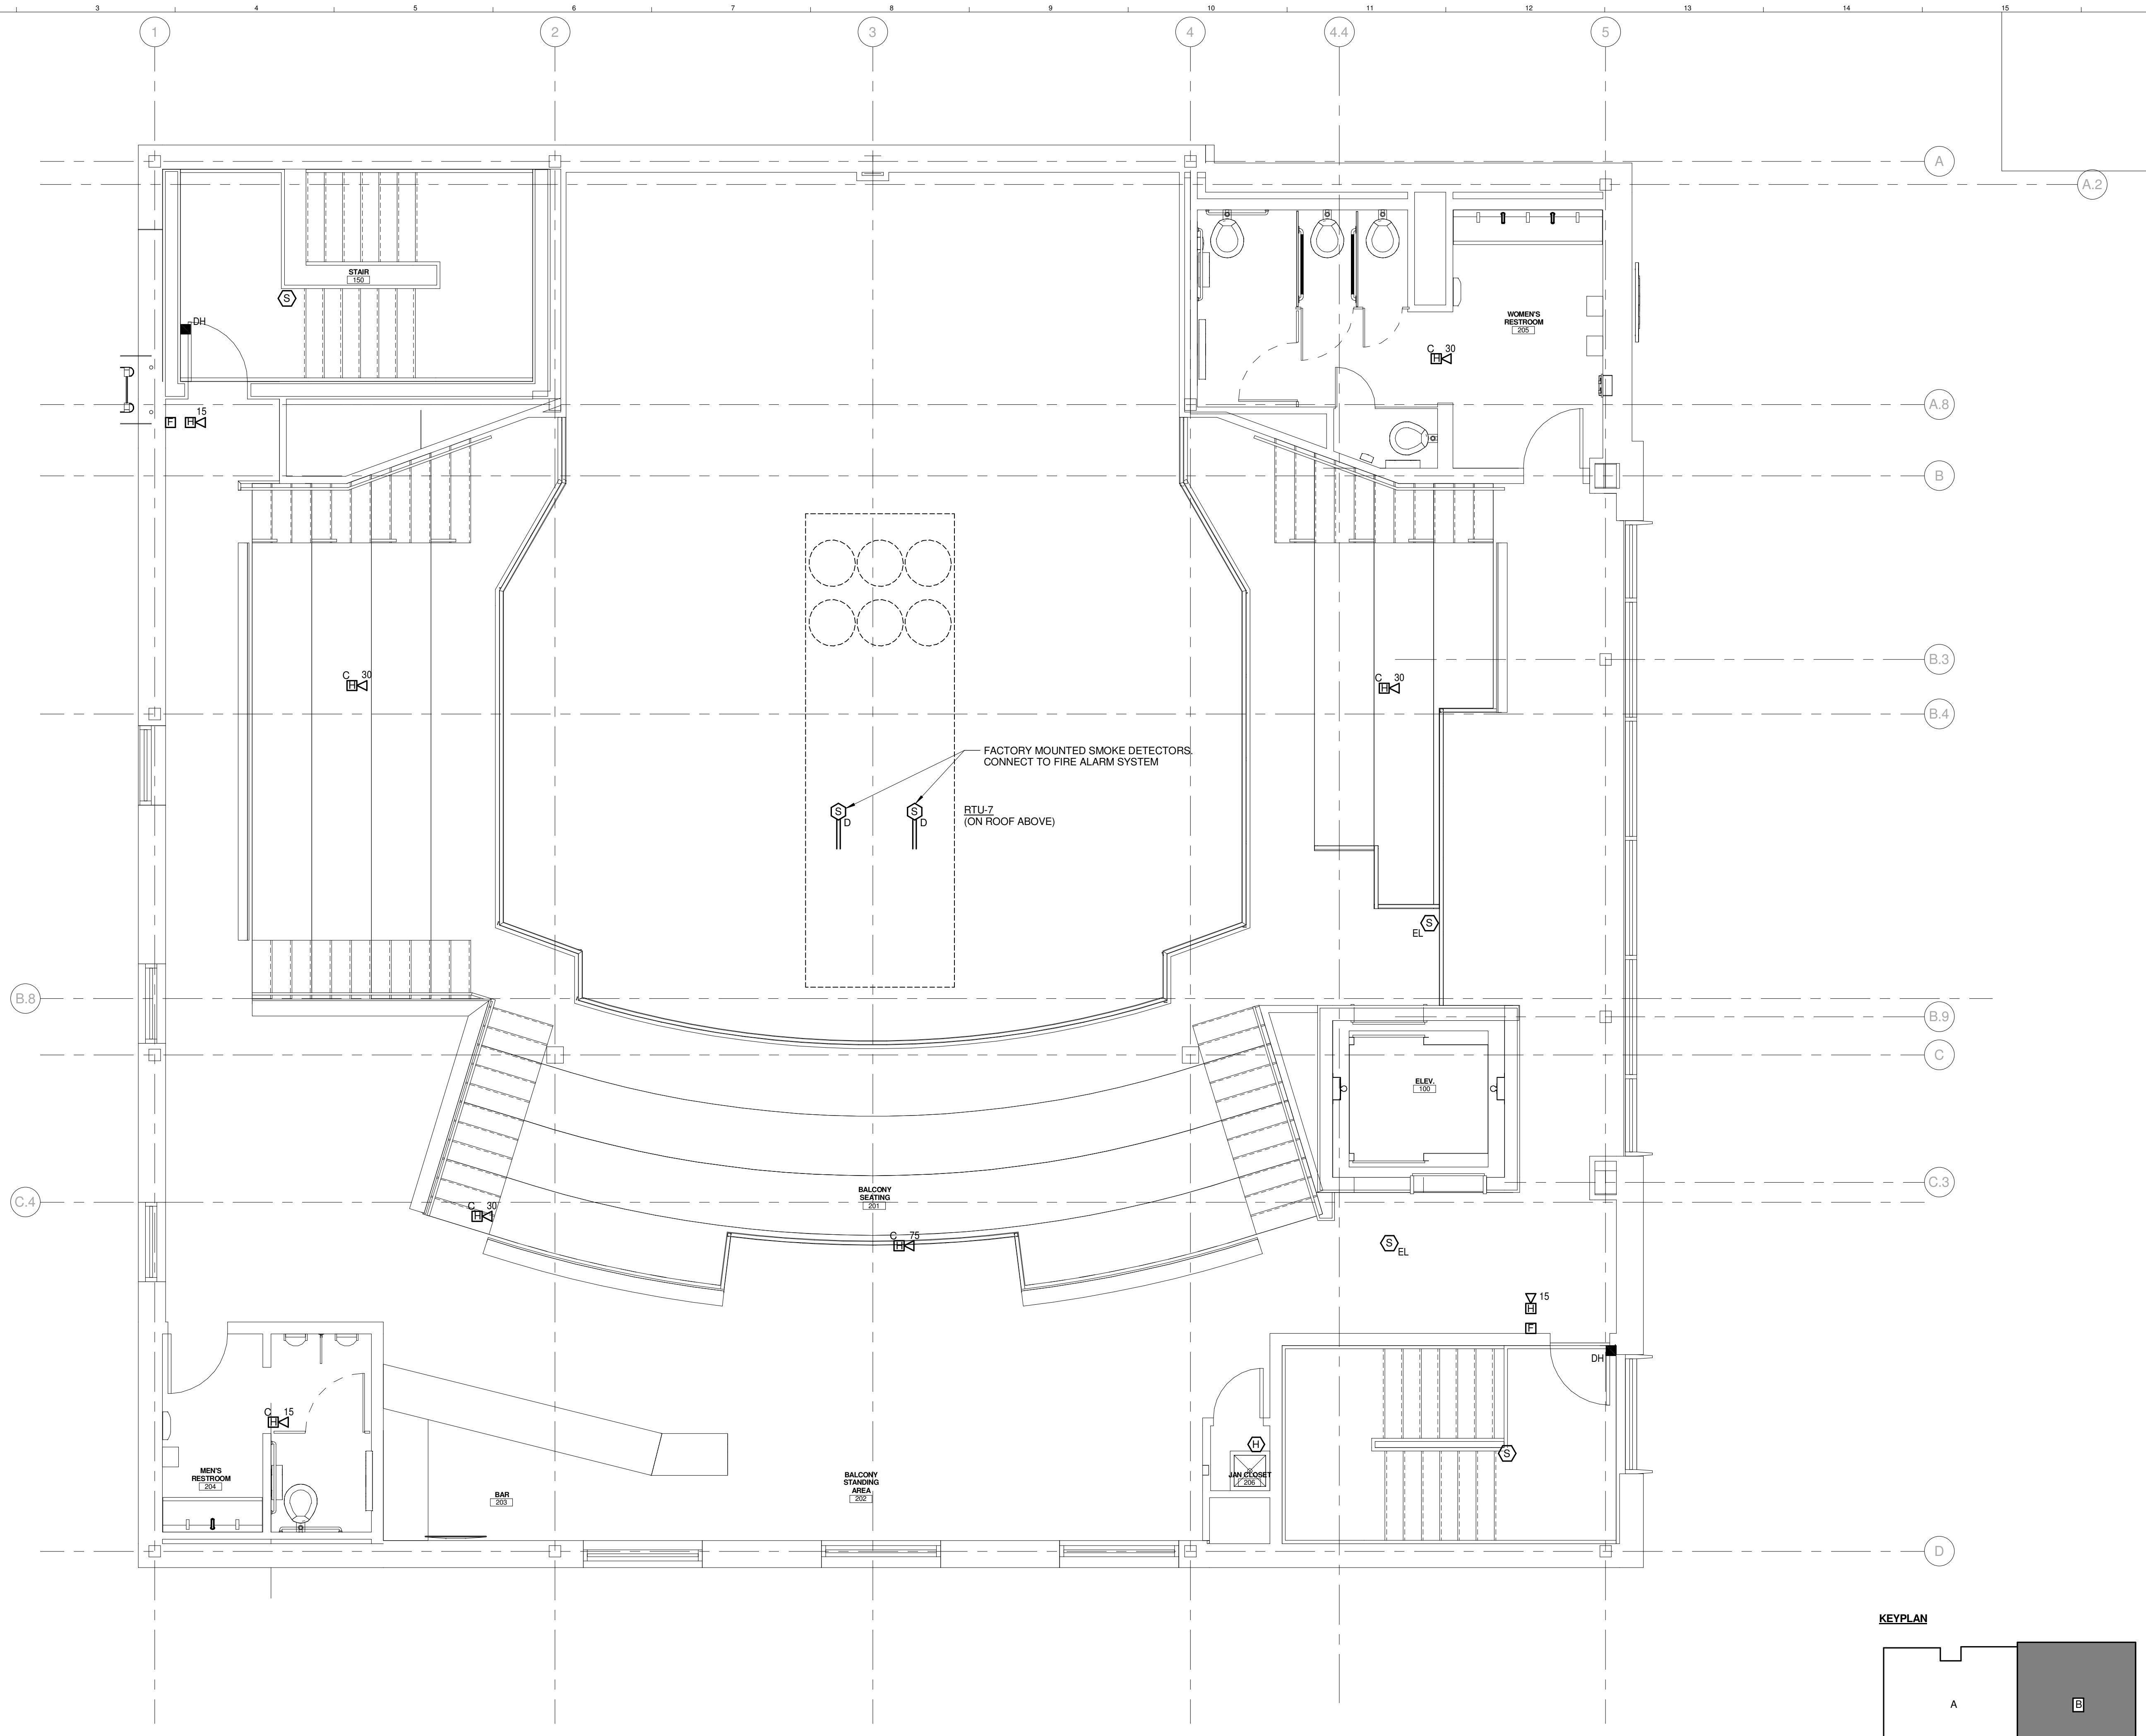 3 4 5 6 7 8 9 10 11 12 13 14 15
1 2 3 4 4.4 5
A
A.2
STAIR
150
S
DH
WOMEN'S
RESTROOM
205
C 30
H
A.8
15
F H
B
B.3
C 30
H
C 30
H
B.4
FACTORY MOUNTED SMOKE DETECTORS.
CONNECT TO FIRE ALARM SYSTEM
S D
S D
RTU-7
(ON ROOF ABOVE)
S
EL
B.8
B.9
C
ELEV.
100
C.3
C.4
BALCONY
SEATING
201
C 30
H
C 75
H
S
EL
15
H
F
DH
C 15
H
H
S
MEN'S
RESTROOM
204
BAR
203
BALCONY
STANDING
AREA
202
JAN CLOSET
206
D
KEYPLAN
A B